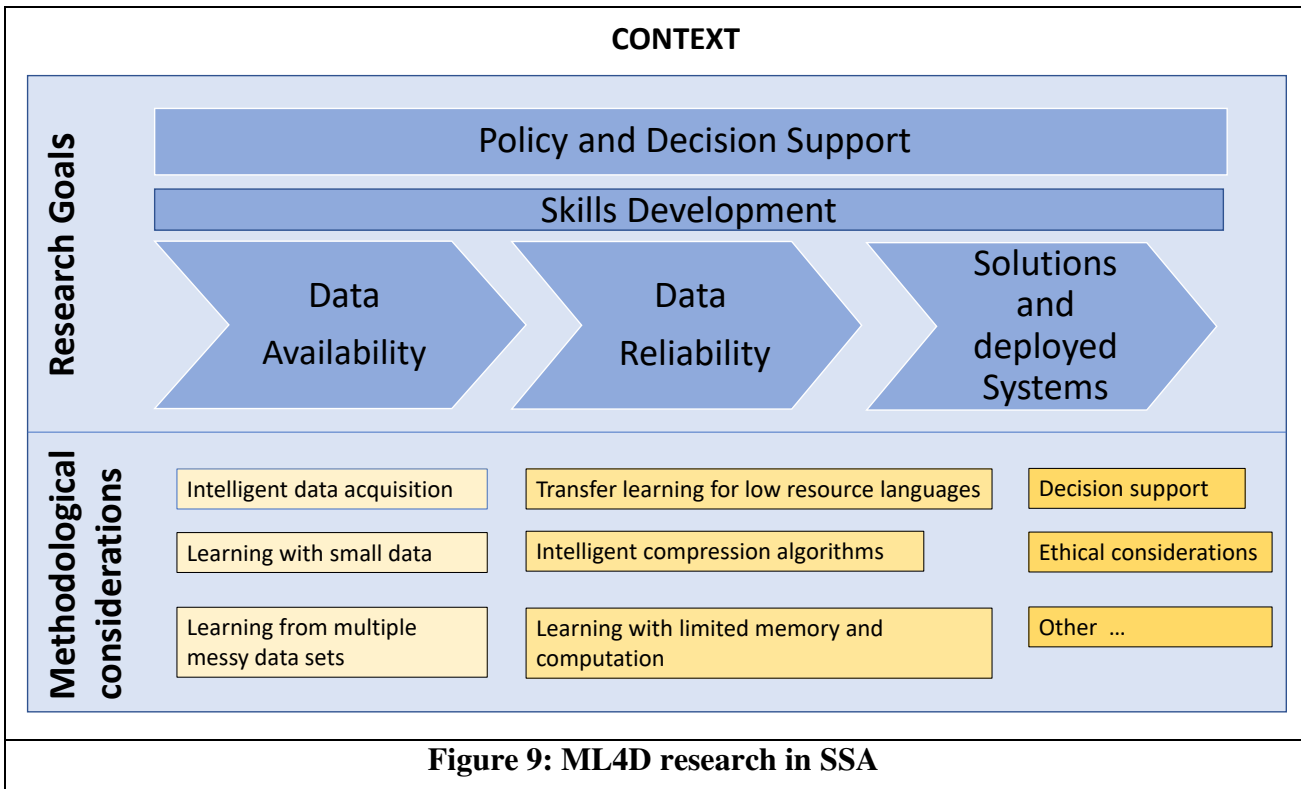 CONTEXT
Research Goals
Policy and Decision Support
Skills Development
Data
Availability
Data
Reliability
Solutions
and
deployed
Systems
Methodological
considerations
Intelligent data acquisition
Learning with small data
Learning from multiple
messy data sets
Transfer learning for low resource languages
Intelligent compression algorithms
Learning with limited memory and
computation
Decision support
Ethical considerations
Other ...
Figure 9: ML4D research in SSA